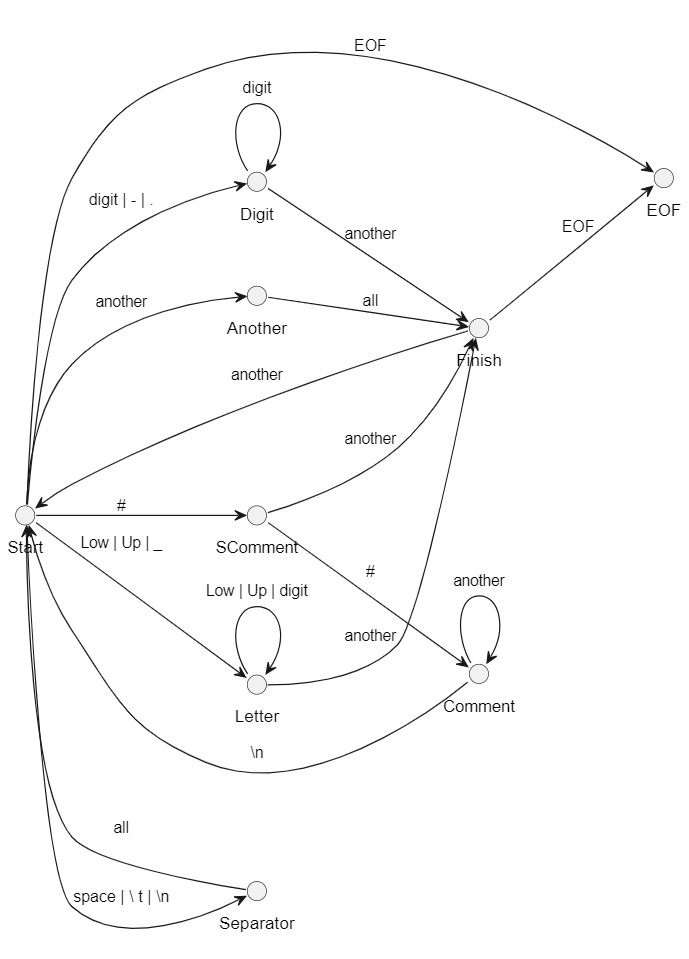 EOF
digit
digit | - | .
EOF
Digit
another
EOF
another
all
Another
Finish
another
another
#
Start
SComment
Low | Up | _
#
another
Low | Up | digit
another
Comment
Letter
\n
all
space | \ t | \n
Separator